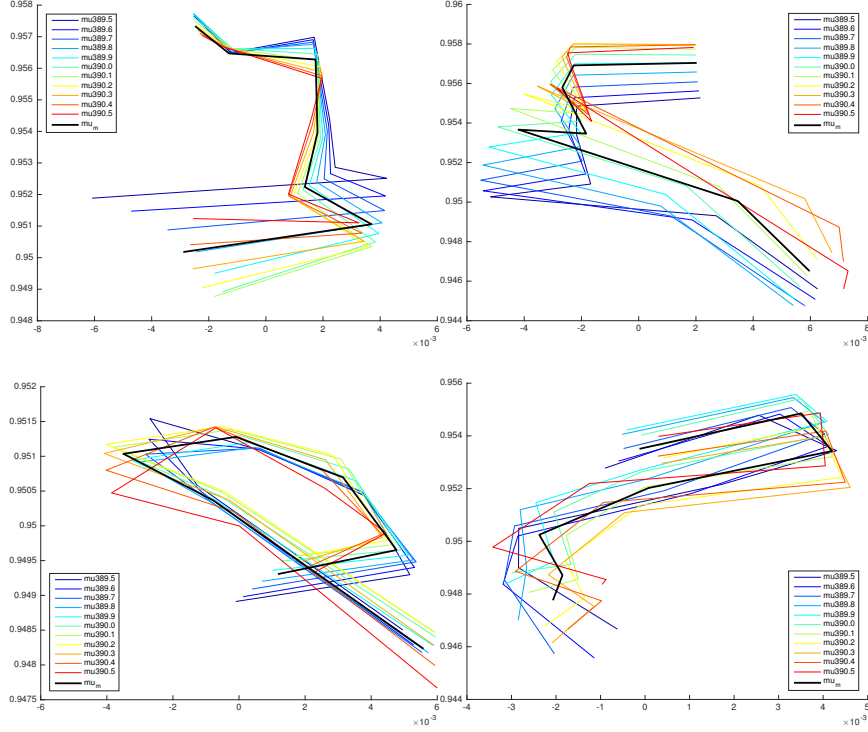 0.958
0.957
0.956
0.955
0.954
0.953
0.952
0.951
0.95
0.949
0.948
-8
-6
-4
-2
0
2
4
6
×10-3
mu389.5
mu389.6
mu389.7
mu389.8
mu389.9
mu390.0
mu390.1
mu390.2
mu390.3
mu390.4
mu390.5
mum
0.96
0.958
0.956
0.954
0.952
0.95
0.948
0.946
0.944
-6
-4
-2
0
2
4
6
8
×10-3
mu389.5
mu389.6
mu389.7
mu389.8
mu389.9
mu390.0
mu390.1
mu390.2
mu390.3
mu390.4
mu390.5
mum
0.952
0.9515
0.951
0.9505
0.95
0.9495
0.949
0.9485
0.948
0.9475
-6
-4
-2
0
2
4
6
×10-3
mu389.5
mu389.6
mu389.7
mu389.8
mu389.9
mu390.0
mu390.1
mu390.2
mu390.3
mu390.4
mu390.5
mum
0.956
0.954
0.952
0.95
0.948
0.946
0.944
-4
-3
-2
-1
0
1
2
3
4
5
×10-3
mu389.5
mu389.6
mu389.7
mu389.8
mu389.9
mu390.0
mu390.1
mu390.2
mu390.3
mu390.4
mu390.5
mum